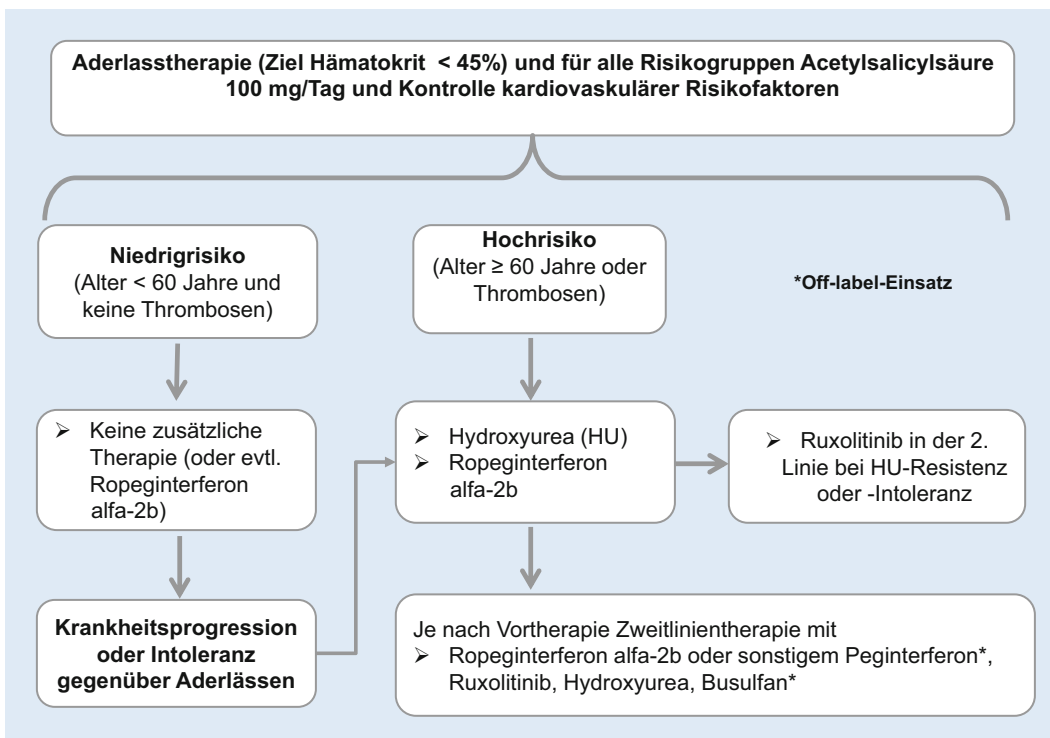 Aderlasstherapie (Ziel Hämatokrit < 45%) und für alle Risikogruppen Acetylsalicylsäure
100 mg/Tag und Kontrolle kardiovaskulärer Risikofaktoren
Niedrigrisiko
(Alter < 60 Jahre und
keine Thrombosen)
Hochrisiko
(Alter ≥ 60 Jahre oder
Thrombosen)
*Off-label-Einsatz
➢ Keine zusätzliche
Therapie (oder evtl.
Ropeginterferon
alfa-2b)
➢ Hydroxyurea (HU)
➢ Ropeginterferon
alfa-2b
➢ Ruxolitinib in der 2.
Linie bei HU-Resistenz
oder -Intoleranz
Krankheitsprogression
oder Intoleranz
gegenüber Aderlässen
Je nach Vortherapie Zweitlinientherapie mit
➢ Ropeginterferon alfa-2b oder sonstigem Peginterferon*,
Ruxolitinib, Hydroxyurea, Busulfan*